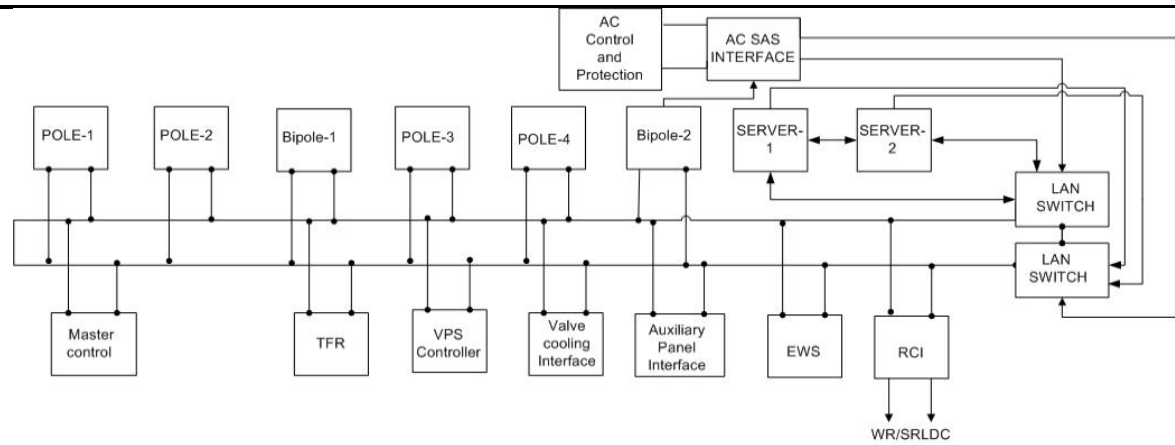 AC
Control
and
Protection
AC SAS
INTERFACE
POLE-1
POLE-2
Bipole-1
POLE-3
POLE-4
Bipole-2
SERVER-
1
SERVER-
2
LAN
SWITCH
LAN
SWITCH
Master
control
TFR
VPS
Controller
Valve
cooling
Interface
Auxiliary
Panel
Interface
EWS
RCI
WR/SRLDC